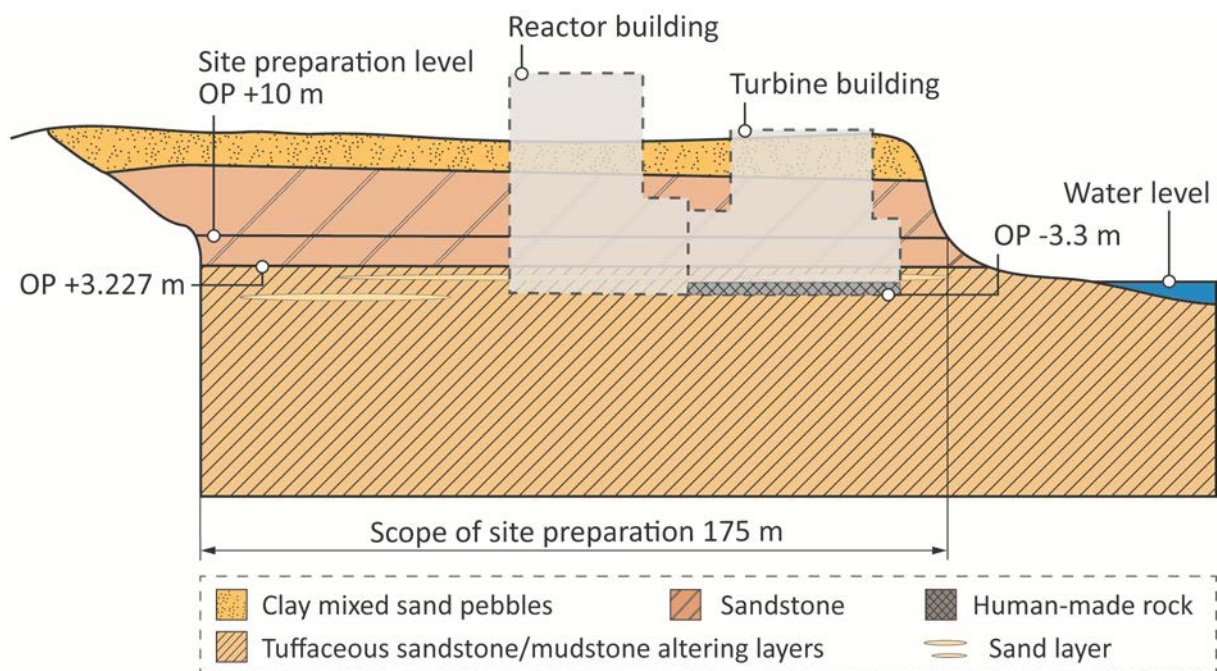 Reactor building
Site preparation level
OP +10 m
Turbine building
Water level
OP -3.3 m
OP +3.227 m
Scope of site preparation 175 m
Clay mixed sand pebbles
Sandstone
Human-made rock
Tuffaceous sandstone/mudstone altering layers
Sand layer